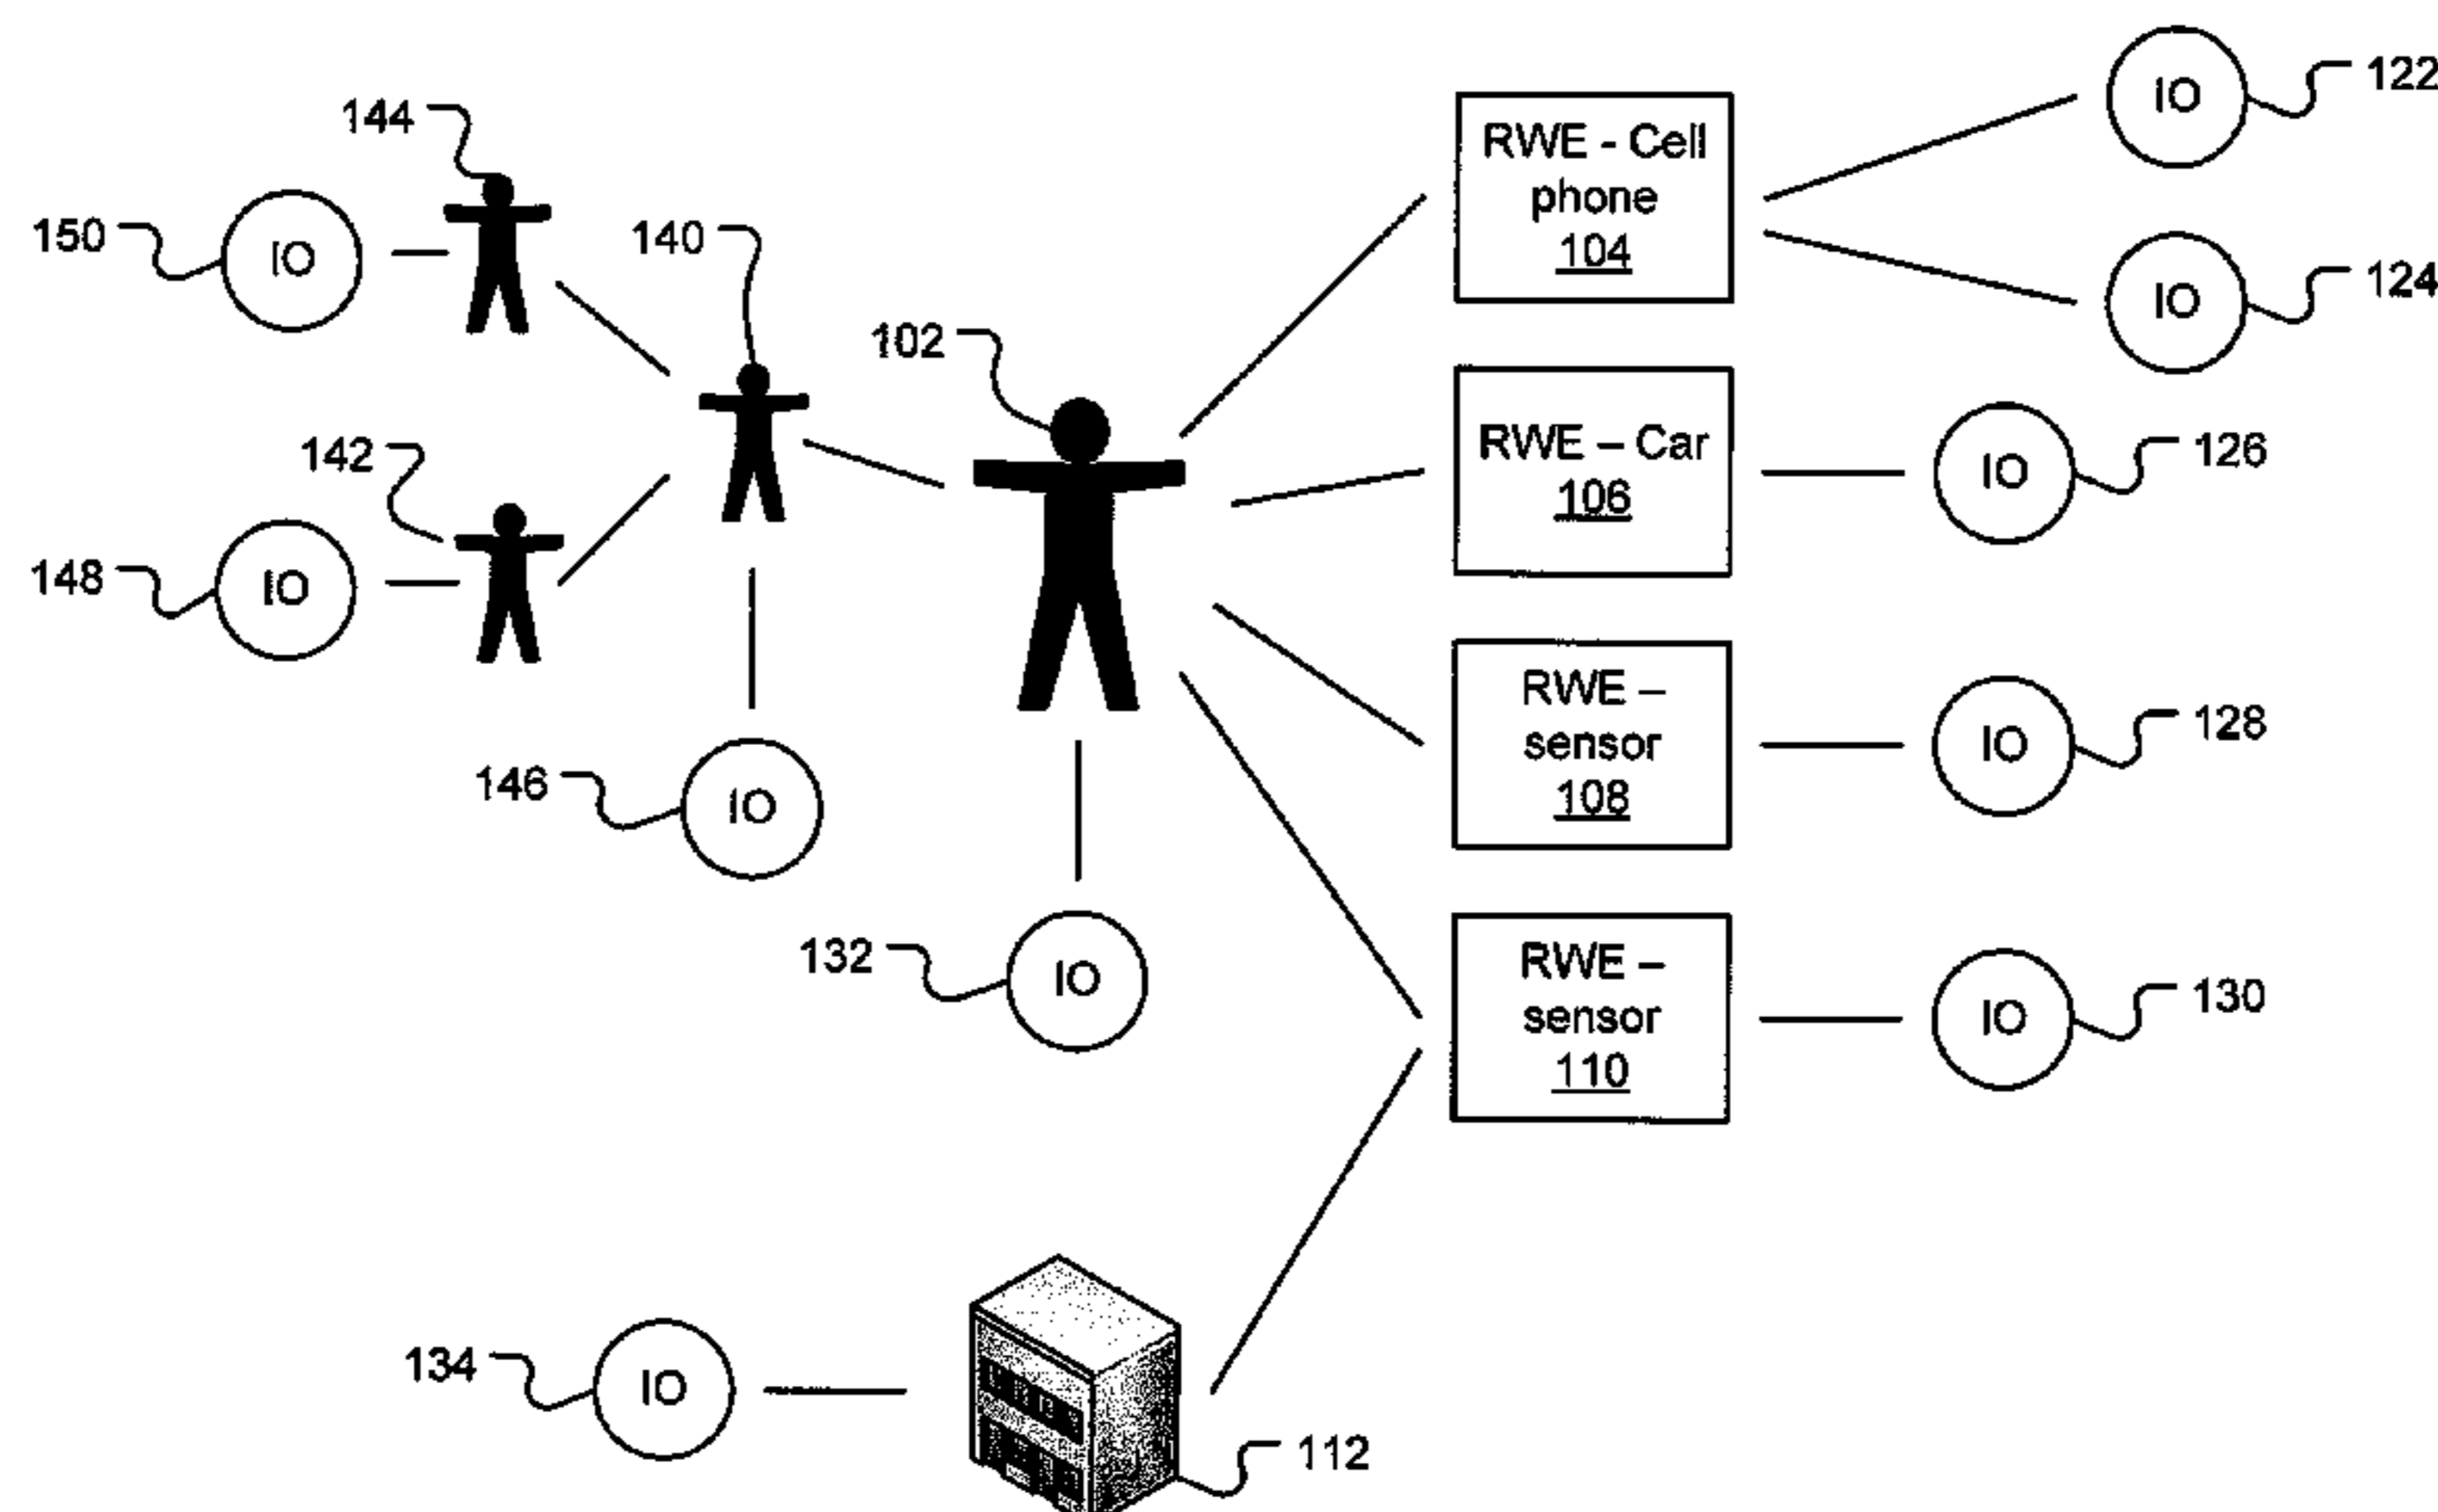 122
IO
144
RWE - Cell
phone
104
150
IO
140
IO
124
102
RWE – Car
106
IO
126
142
148
IO
RWE –
sensor
108
IO
128
146
IO
132
IO
RWE –
sensor
110
IO
130
134
IO
112